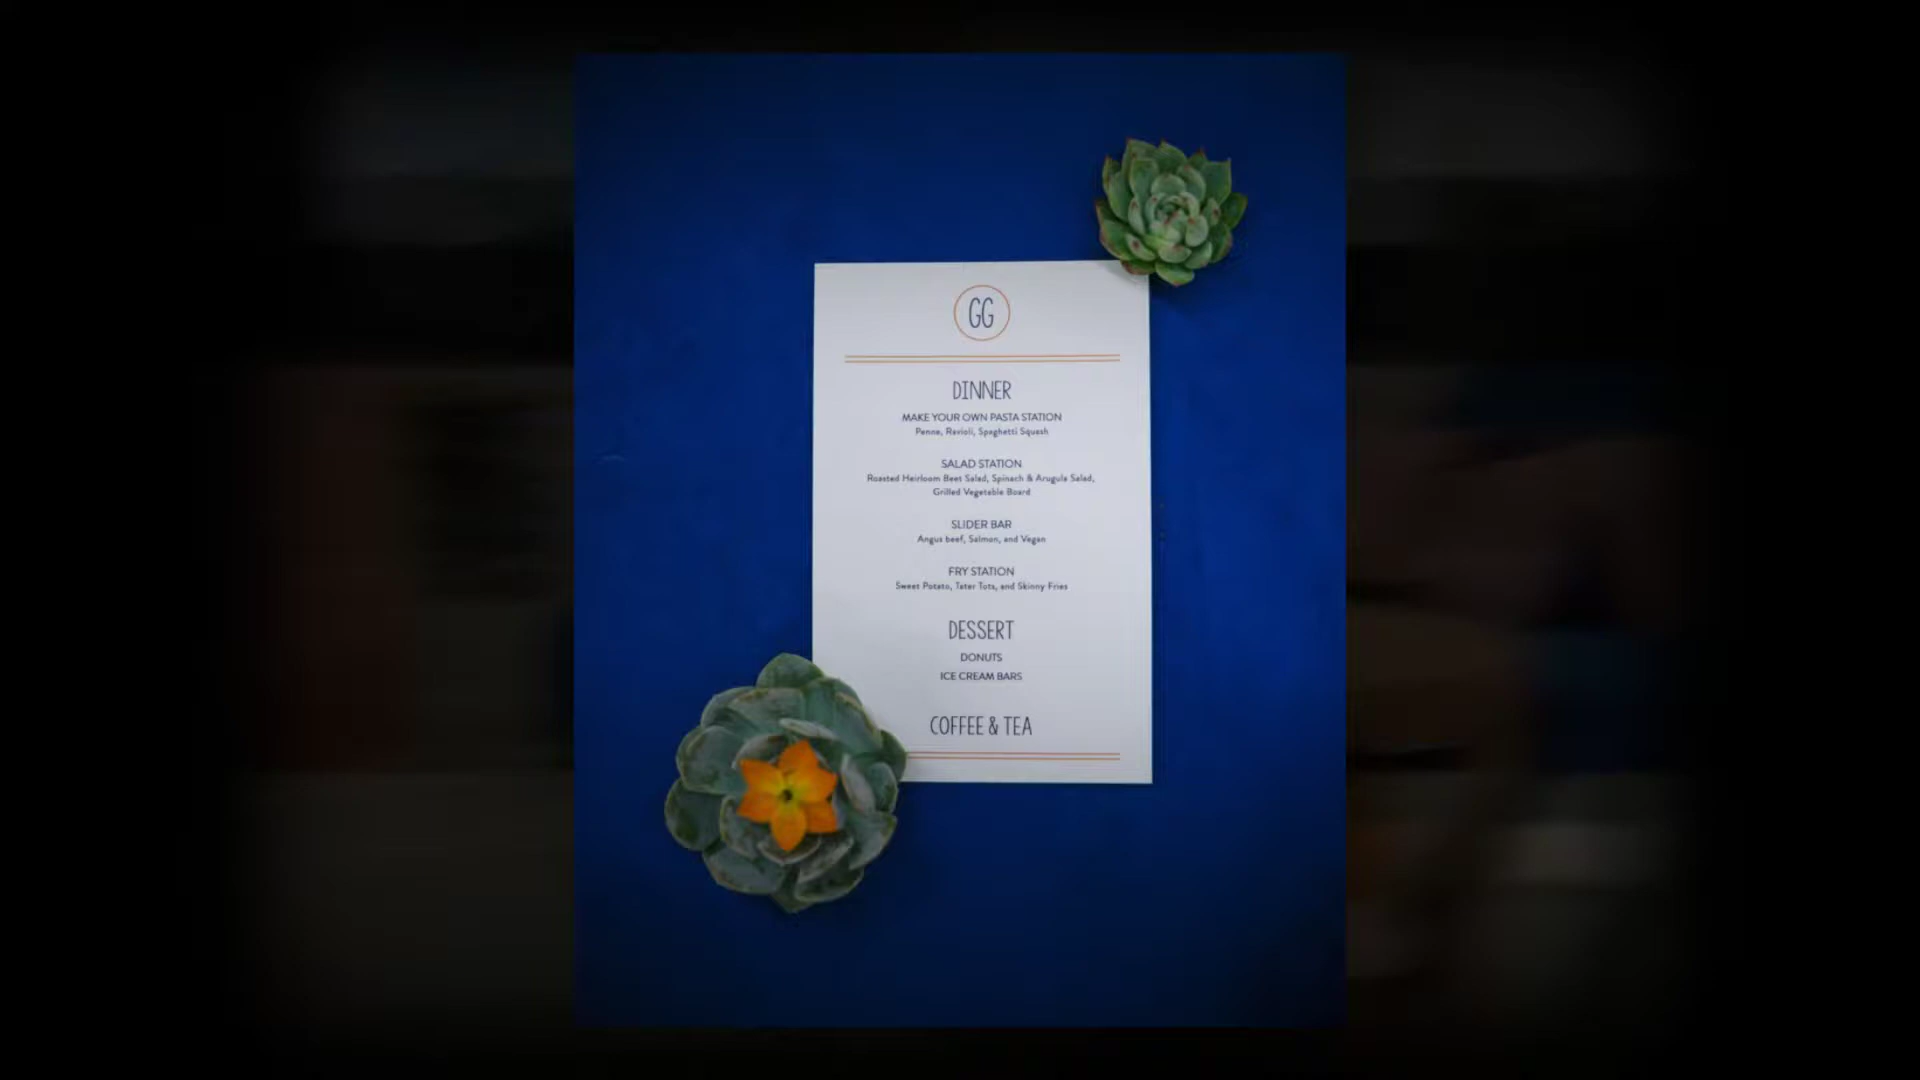 GG
DINNER
MAKE YOUR OWN PASTA STATION
Penne, Ravioli, Spaghetti Squash
SALAD STATION
Roasted Heirloom Beet Salad, Spinach & Arugula Salad,
Grilled Vegetable Board
SLIDER BAR
Angus beef, Salmon, and Vegan
FRY STATION
Sweet Potato, Tater Tots, and Skinny Fries
DESSERT
DONUTS
ICE CREAM BARS
COFFEE & TEA